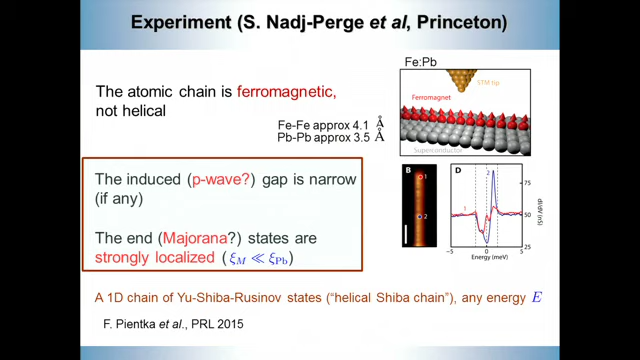 Experiment (S. Nadj-Perge et al, Princeton)
The atomic chain is ferromagnetic,
not helical
Fe-Fe approx 4.1 Å
Pb-Pb approx 3.5 Å
Fe:Pb
STM tip
Ferromagnet
Superconductor
The induced (p-wave?) gap is narrow
(if any)
The end (Majorana?) states are
strongly localized (ξM ≪ ξPb)
B
1
2
D
2
1
75
50
25
dI/dV (nS)
−5 0 5
Energy (meV)
A 1D chain of Yu-Shiba-Rusinov states (“helical Shiba chain”), any energy E
F. Pientka et al., PRL 2015